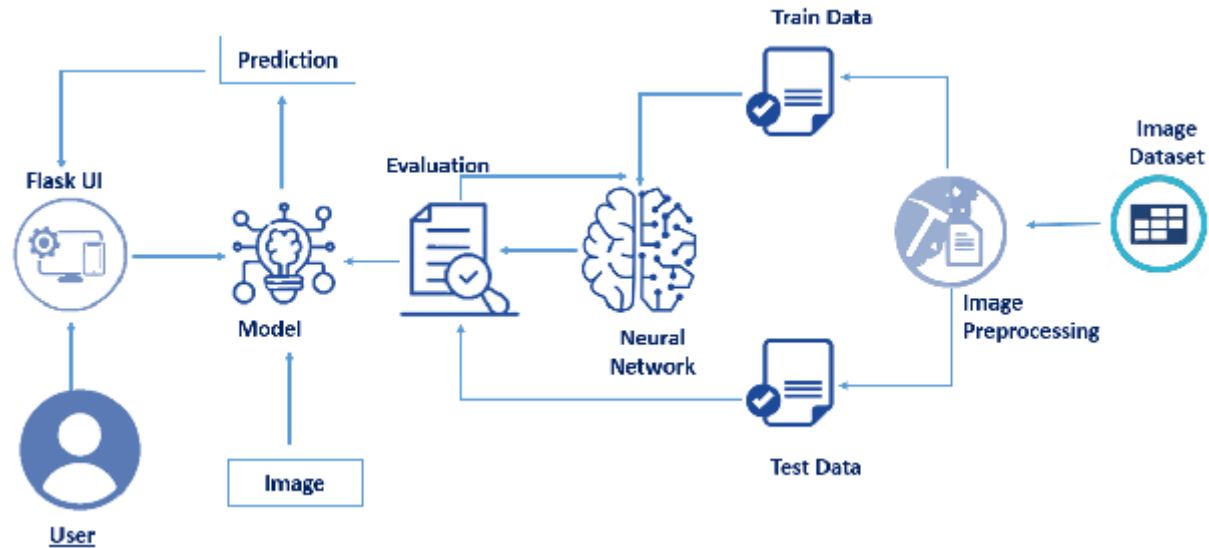 Train Data
Prediction
Image
Dataset
Evaluation
Flask UI
Image
Preprocessing
Model
Neural
Network
Test Data
Image
User